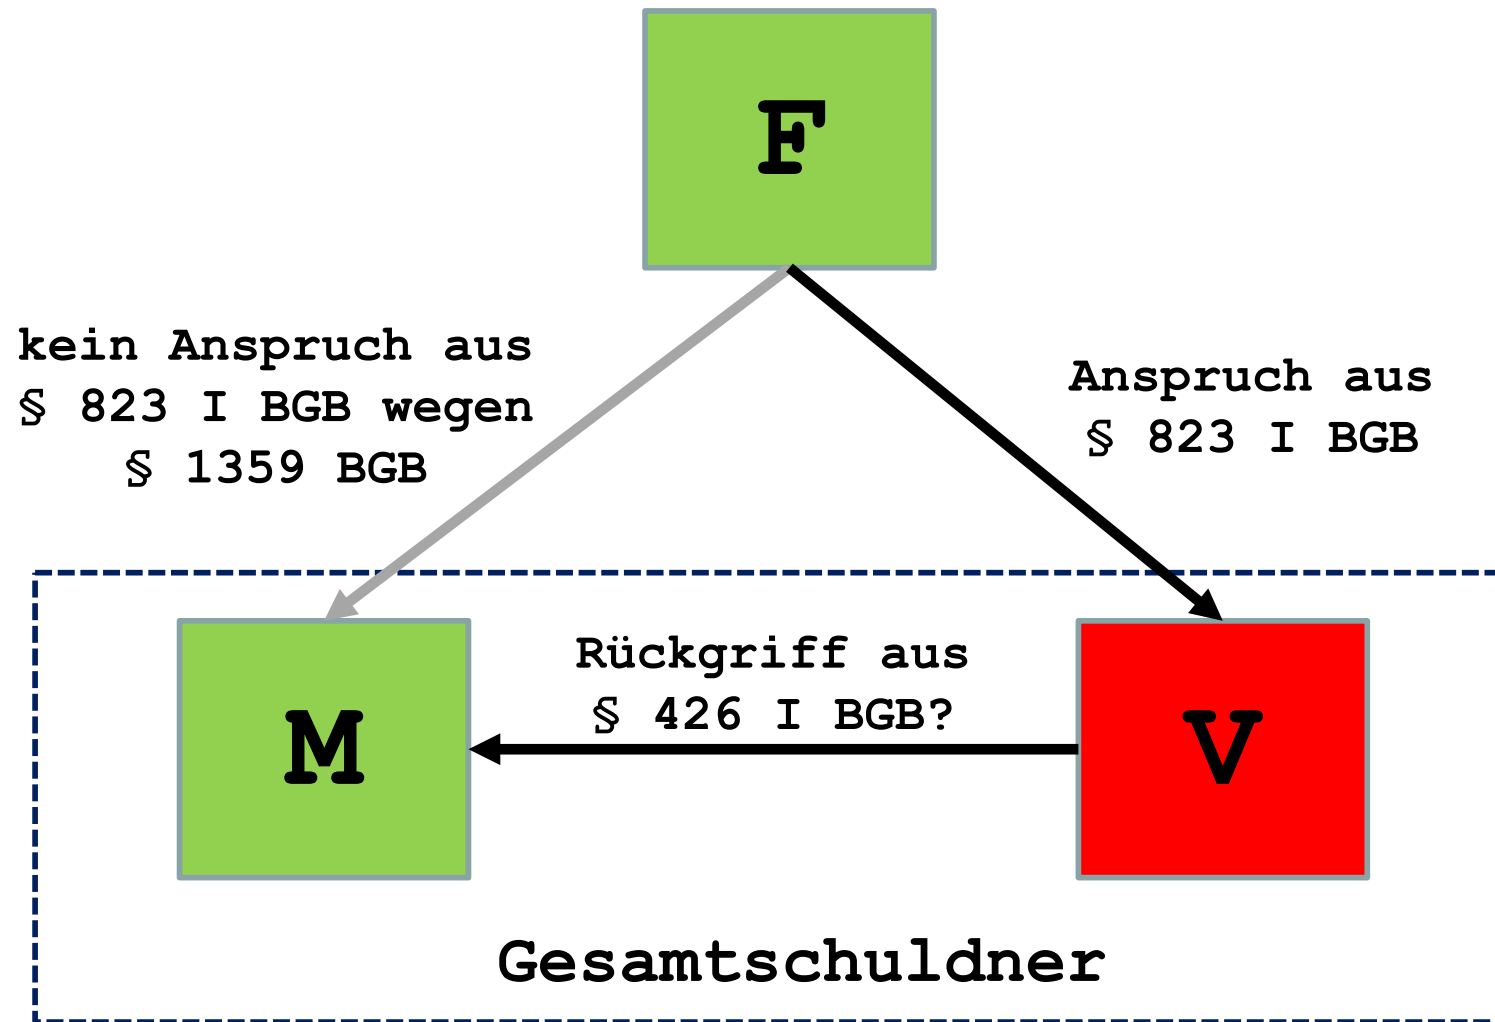 F
kein Anspruch aus
§ 823 I BGB wegen
§ 1359 BGB
Anspruch aus
§ 823 I BGB
Rückgriff aus
§ 426 I BGB?
M
V
Gesamtschuldner